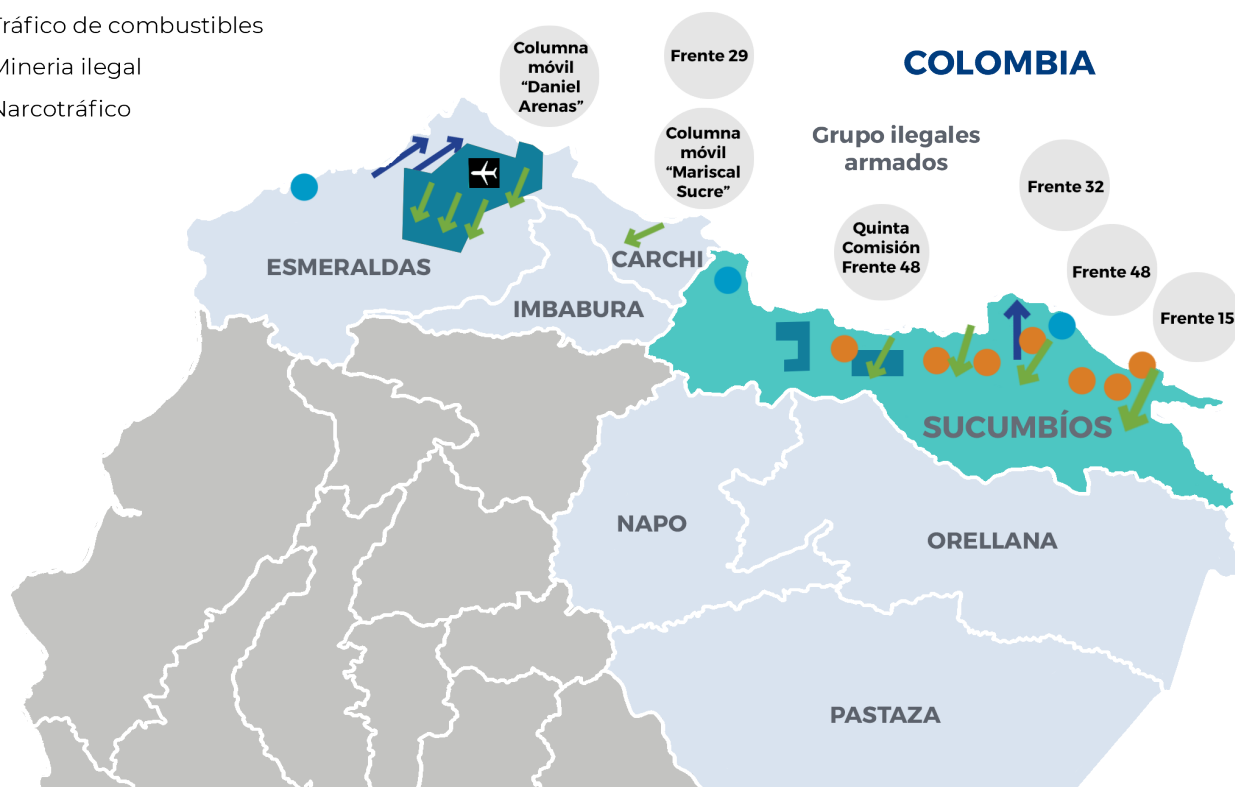 ráfico de combustibles
Mineria ilegal
Narcotráfico
Columna
móvil
“Daniel
Arenas”
Frente 29
COLOMBIA
Columna
móvil
“Mariscal
Sucre”
Grupo ilegales
armados
Frente 32
Quinta
Comisión
Frente 48
Frente 48
Frente 15
ESMERALDAS
CARCHI
IMBABURA
SUCUMBÍOS
NAPO
ORELLANA
PASTAZA